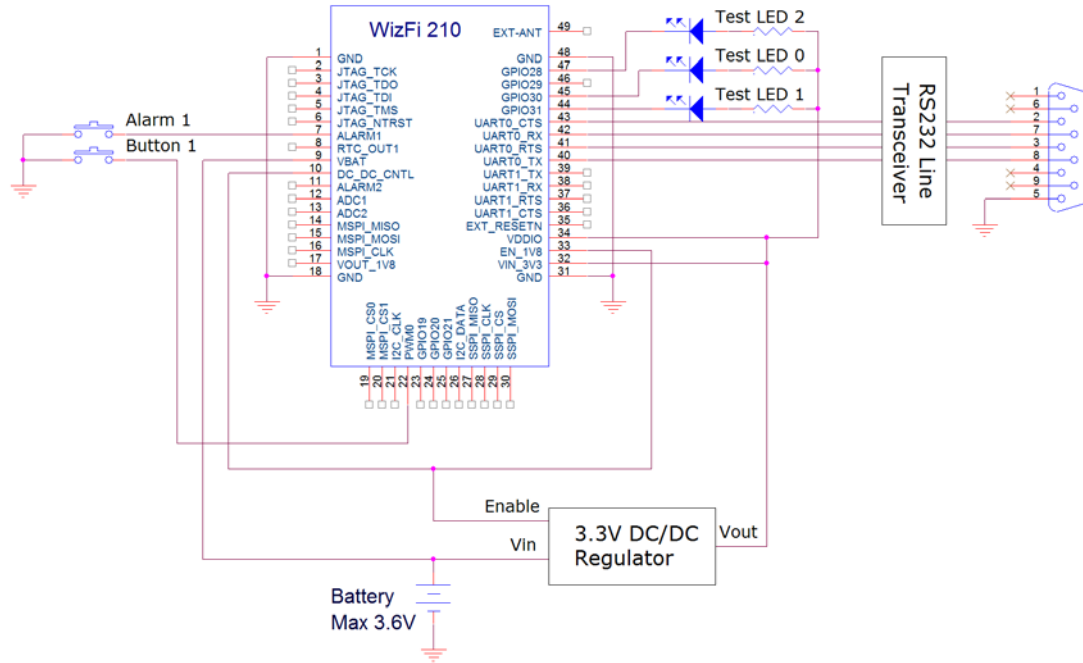 WizFi 210
EXT-ANT 49
1 GND
2 JTAG_TCK
3 JTAG_TDO
4 JTAG_TDI
5 JTAG_TMS
6 JTAG_NTRST
7 ALARM1
8 RTC_OUT1
9 VBAT
10 DC_DC_CNTL
11 ALARM2
12 ADC1
13 ADC2
14 MSPI_MISO
15 MSPI_MOSI
16 MSPI_CLK
17 VOUT_1V8
18 GND
GND 48
GPIO28 47
GPIO29 46
GPIO30 45
GPIO31 44
UART0_CTS 43
UART0_RX 42
UART0_RTS 41
UART0_TX 40
UART1_TX 39
UART1_RX 38
UART1_RTS 37
UART1_CTS 36
EXT_RESETN 35
VDDIO 34
EN_1V8 33
VIN_3V3 32
GND 31
MSPI_CS0 19
MSPI_CS1 20
I2C_CLK 21
PWM0 22
GPIO19 23
GPIO20 24
GPIO21 25
I2C_DATA 26
SSPI_MISO 27
SSPI_CLK 28
SSPI_CS 29
SSPI_MOSI 30
Alarm 1
Button 1
Test LED 2
Test LED 0
Test LED 1
RS232 Line
Transceiver
1
6
2
7
3
8
4
9
5
Enable
Vin
3.3V DC/DC
Regulator
Vout
Battery
Max 3.6V